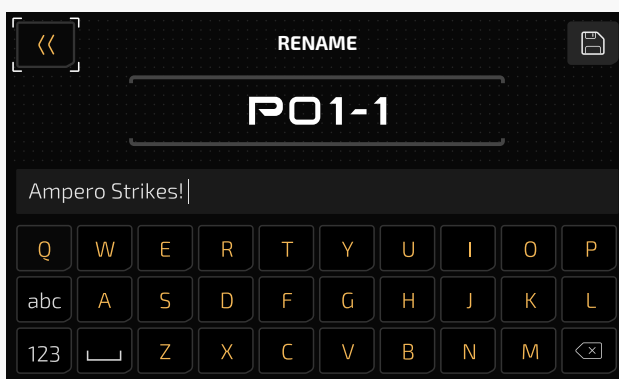 RENAME
P01-1
Ampero Strikes!
Q W E R T Y U I O P
abc A S D F G H J K L
123 Z X C V B N M